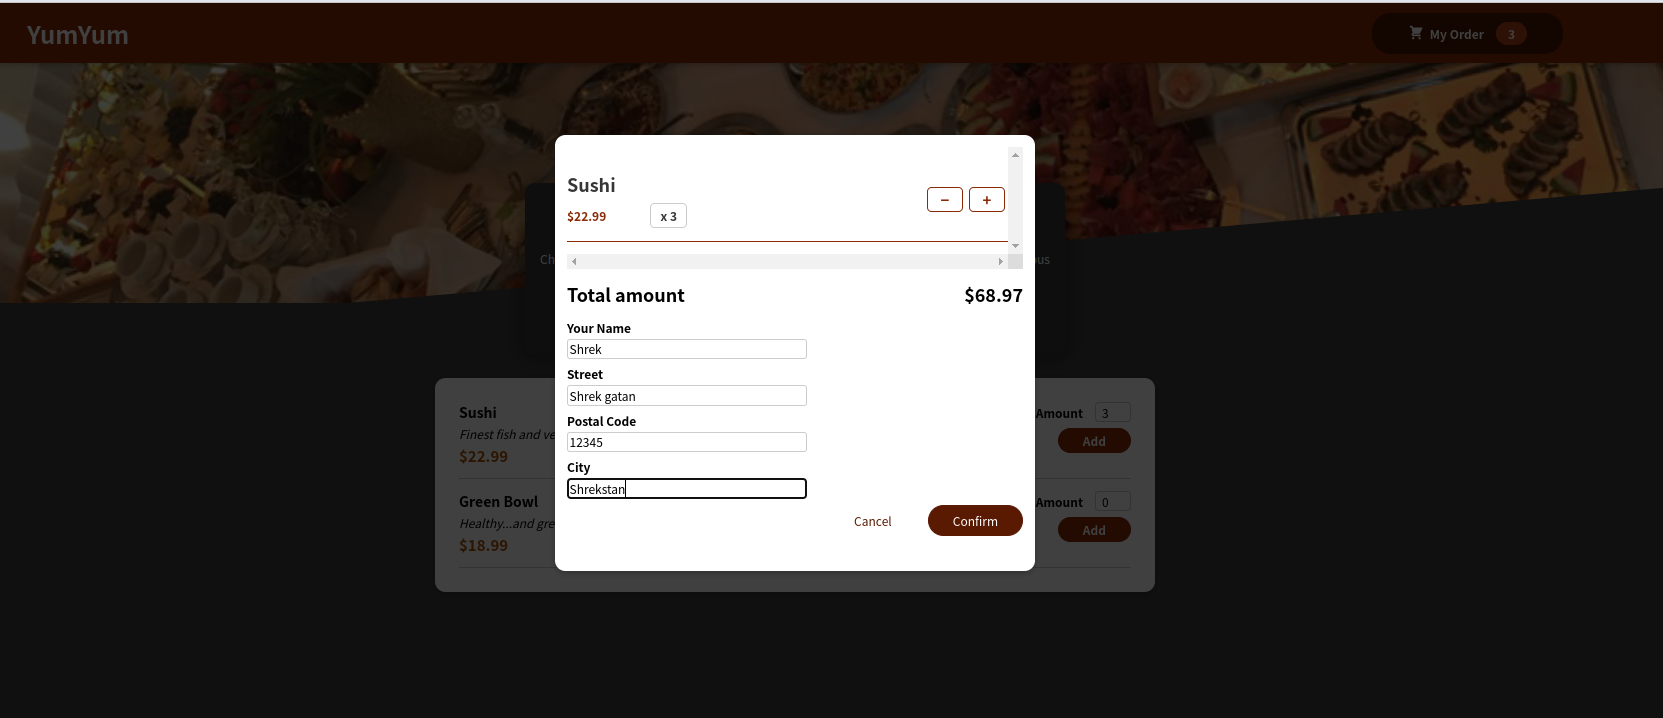 YumYum
My Order 3
Sushi
$22.99 x 3
− +
Total amount $68.97
Your Name
Shrek
Street
Shrek gatan
Postal Code
12345
City
Shrekstan
Cancel Confirm
Ch
ous
Sushi
Finest fish and ve
$22.99
Amount 3
Add
Green Bowl
Healthy...and gre
$18.99
Amount 0
Add